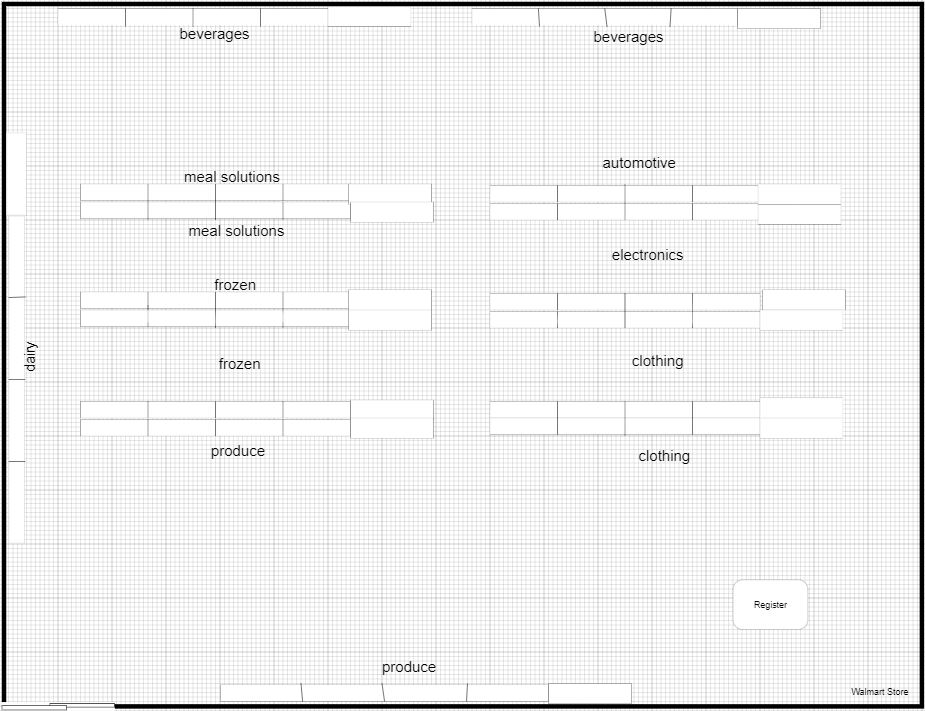 beverages
beverages
meal solutions
automotive
meal solutions
electronics
frozen
dairy
frozen
clothing
produce
clothing
Register
produce
Walmart Store